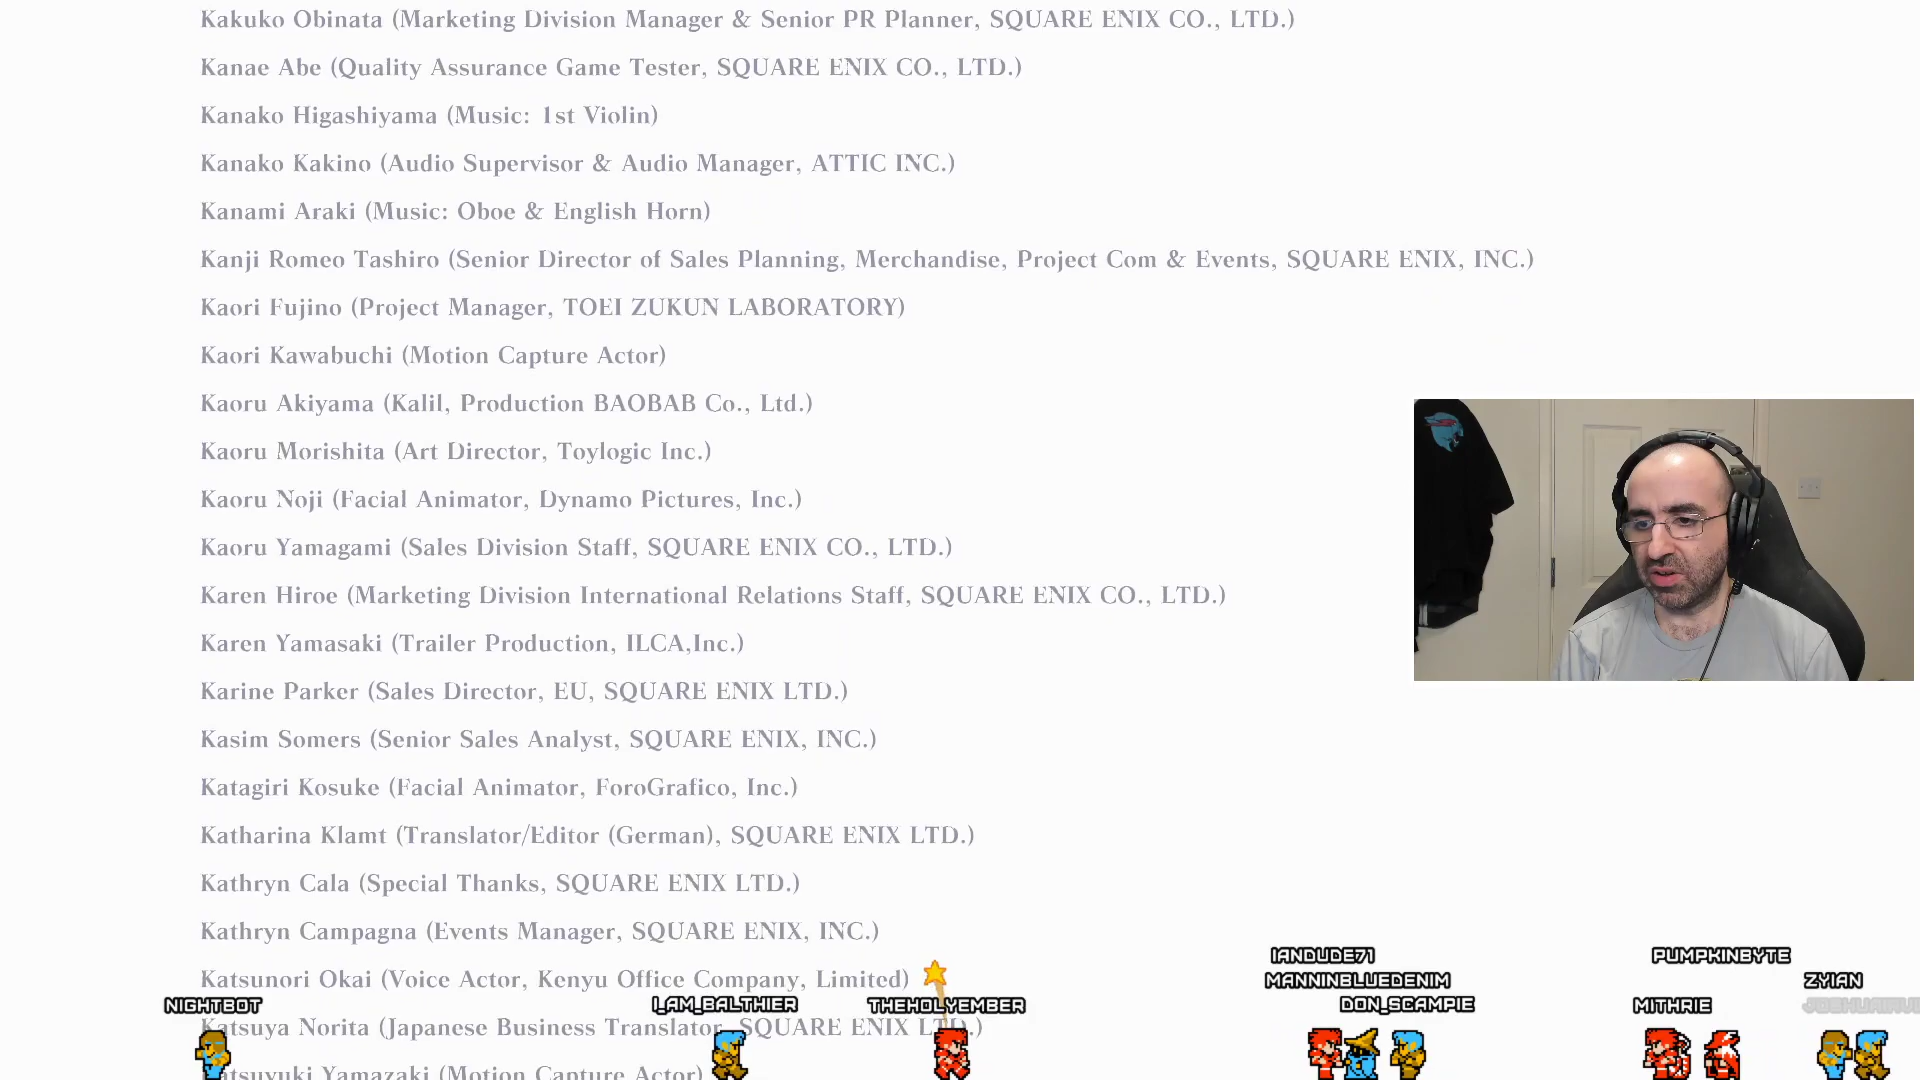 Kakuko Obinata (Marketing Division Manager & Senior PR Planner, SQUARE ENIX CO., LTD.)
Kanae Abe (Quality Assurance Game Tester, SQUARE ENIX CO., LTD.)
Kanako Higashiyama (Music: 1st Violin)
Kanako Kakino (Audio Supervisor & Audio Manager, ATTIC INC.)
Kanami Araki (Music: Oboe & English Horn)
Kanji Romeo Tashiro (Senior Director of Sales Planning, Merchandise, Project Com & Events, SQUARE ENIX, INC.)
Kaori Fujino (Project Manager, TOEI ZUKUN LABORATORY)
Kaori Kawabuchi (Motion Capture Actor)
Kaoru Akiyama (Kalil, Production BAOBAB Co., Ltd.)
Kaoru Morishita (Art Director, Toylogic Inc.)
Kaoru Noji (Facial Animator, Dynamo Pictures, Inc.)
Kaoru Yamagami (Sales Division Staff, SQUARE ENIX CO., LTD.)
Karen Hiroe (Marketing Division International Relations Staff, SQUARE ENIX CO., LTD.)
Karen Yamasaki (Trailer Production, ILCA,Inc.)
Karine Parker (Sales Director, EU, SQUARE ENIX LTD.)
Kasim Somers (Senior Sales Analyst, SQUARE ENIX, INC.)
Katagiri Kosuke (Facial Animator, ForoGrafico, Inc.)
Katharina Klamt (Translator/Editor (German), SQUARE ENIX LTD.)
Kathryn Cala (Special Thanks, SQUARE ENIX LTD.)
Kathryn Campagna (Events Manager, SQUARE ENIX, INC.)
Katsunori Okai (Voice Actor, Kenyu Office Company, Limited)
Katsuya Norita (Japanese Business Translator, SQUARE ENIX LTD.)
Katsuyuki Yamazaki (Motion Capture Actor)
IANDUDE71
PUMPKINBYTE
MANNINBLUEDENIM
ZYIAN
NIGHTBOT
I_AM_BALTHIER
THEHOLYEMBER
DON_SCAMPIE
MITHRIE